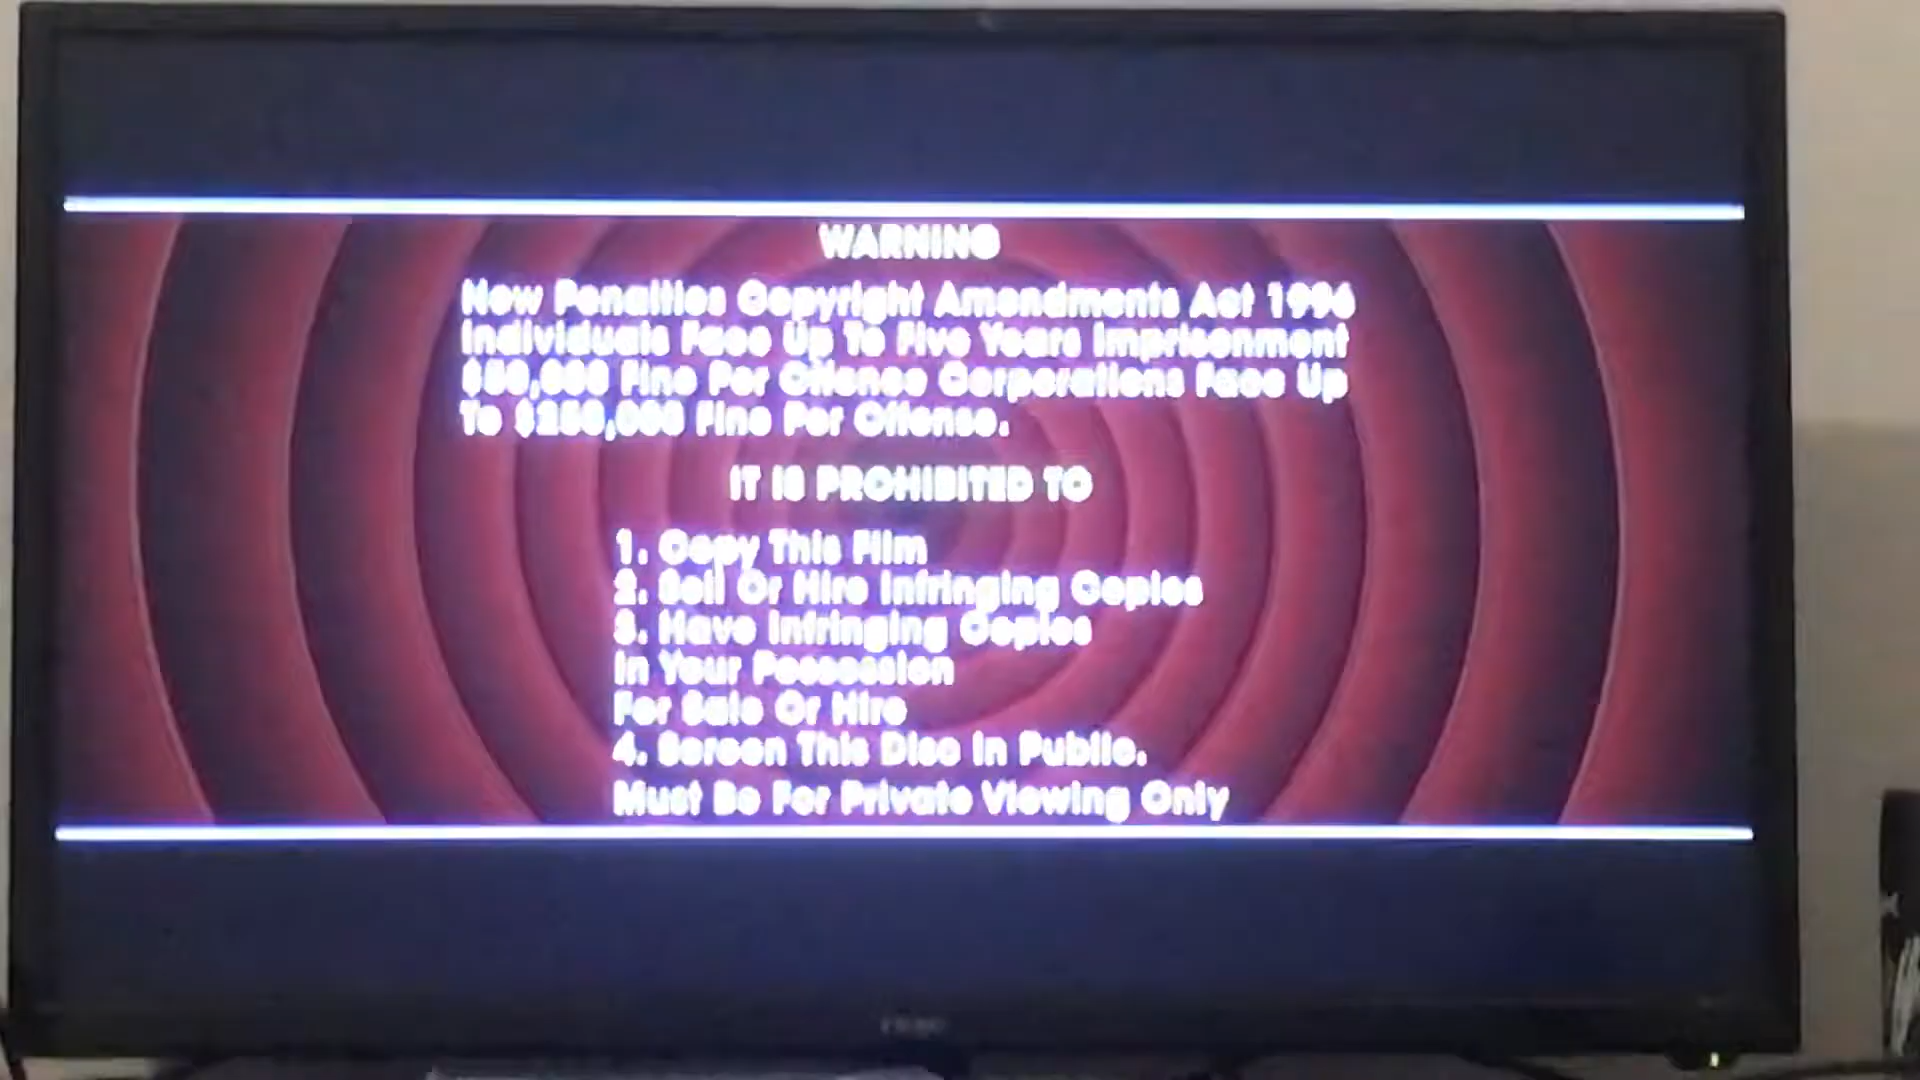 WARNING
New Penalties Copyright Amendments Act 1996
Individuals Face Up To Five Years Imprisonment
$50,000 Fine Per Offense Corporations Face Up
To $250,000 Fine Per Offense.
IT IS PROHIBITED TO
1. Copy This Film
2. Sell Or Hire Infringing Copies
3. Have Infringing Copies
In Your Possession
For Sale Or Hire
4. Screen This Disc In Public.
Must Be For Private Viewing Only